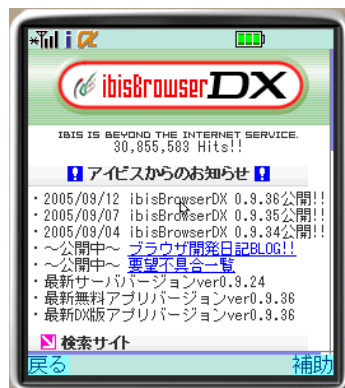 ibisBrowserDX
IBIS IS BEYOND THE INTERNET SERVICE.
30,855,583 Hits!!
アイビスからのお知らせ
・2005/09/12 ibisBrowserDX 0.9.36公開!!
・2005/09/07 ibisBrowserDX 0.9.35公開!!
・2005/09/04 ibisBrowserDX 0.9.34公開!!
・～公開中～ ブラウザ開発日記BLOG!!
・～公開中～ 要望不具合一覧
・最新サーババージョンver0.9.24
・最新無料アプリバージョンver0.9.36
・最新DX版アプリバージョンver0.9.36
検索サイト
戻る 補助